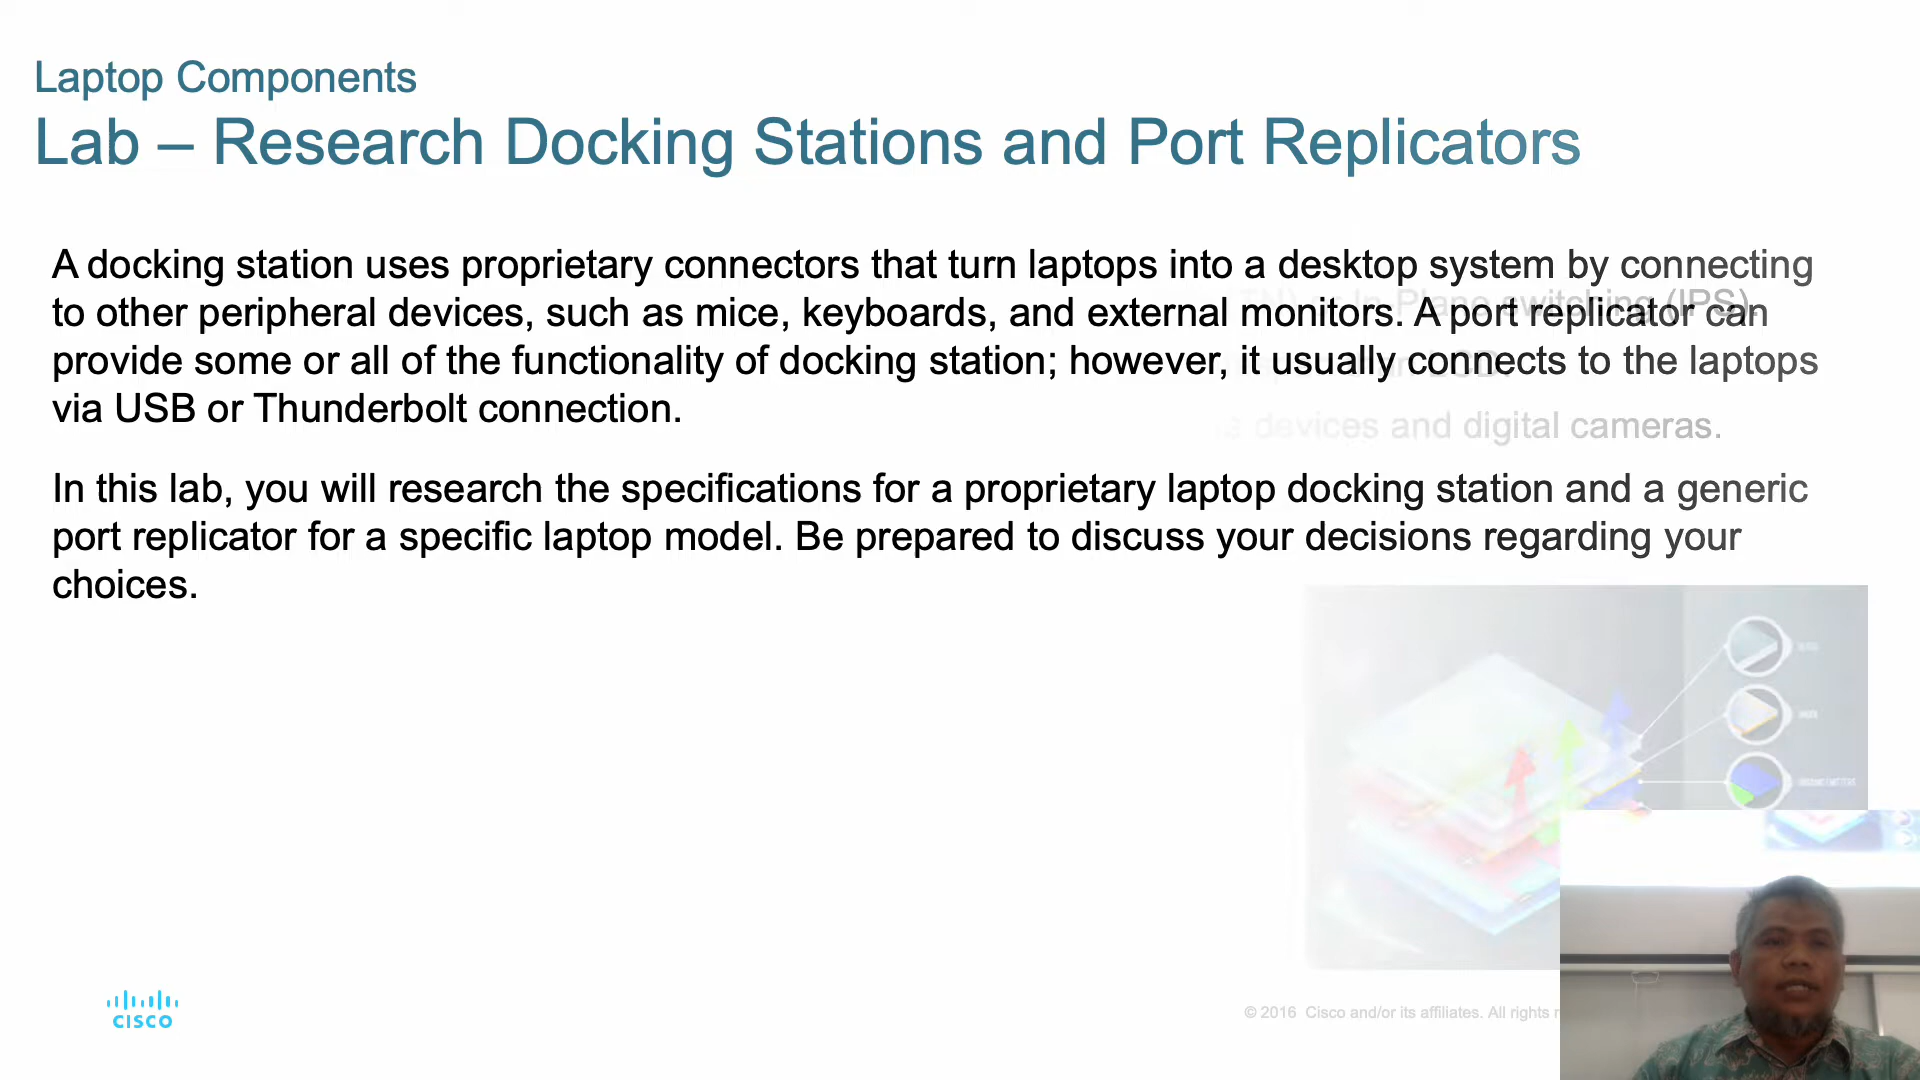 Laptop Components
Lab – Research Docking Stations and Port Replicators
A docking station uses proprietary connectors that turn laptops into a desktop system by connecting
to other peripheral devices, such as mice, keyboards, and external monitors. A port replicator can
provide some or all of the functionality of docking station; however, it usually connects to the laptops
via USB or Thunderbolt connection.
In this lab, you will research the specifications for a proprietary laptop docking station and a generic
port replicator for a specific laptop model. Be prepared to discuss your decisions regarding your
choices.
In-Plane switching (IPS).
devices and digital cameras.
CISCO
© 2016 Cisco and/or its affiliates. All rights